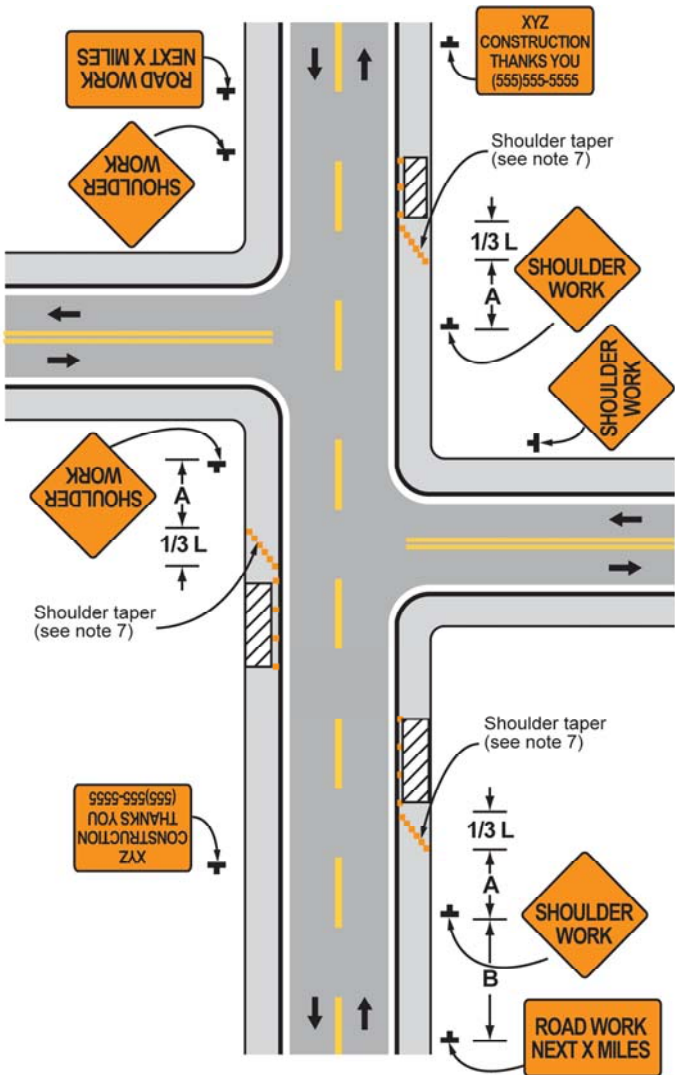 ROAD WORK
NEXT X MILES
XYZ
CONSTRUCTION
THANKS YOU
(555)555-5555
SHOULDER
WORK
Shoulder taper
(see note 7)
1/3 L
A
SHOULDER
WORK
SHOULDER
WORK
SHOULDER
WORK
A
1/3 L
Shoulder taper
(see note 7)
Shoulder taper
(see note 7)
XYZ
CONSTRUCTION
THANKS YOU
(555)555-5555
1/3 L
A
SHOULDER
WORK
B
ROAD WORK
NEXT X MILES